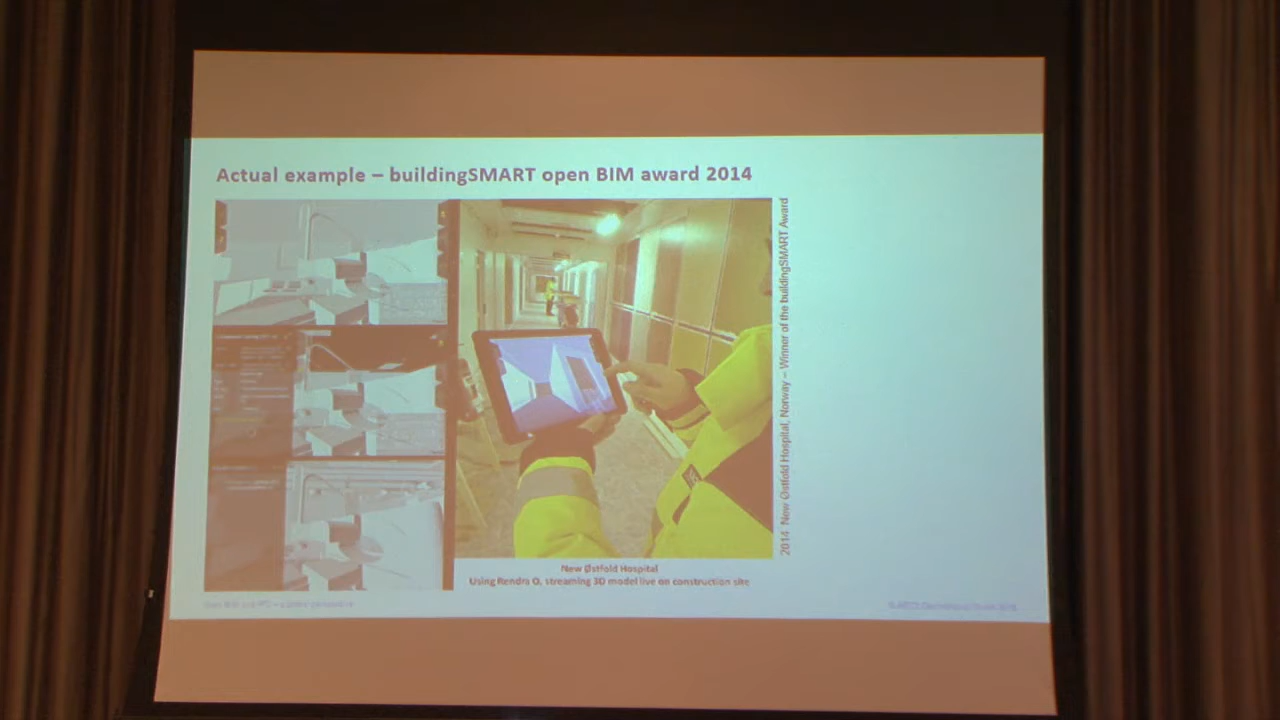 Actual example – buildingSMART open BIM award 2014
2014 New Østfold Hospital, Norway – Winner of the buildingSMART Award
New Østfold Hospital
Using Rendra O, streaming 3D model live on construction site